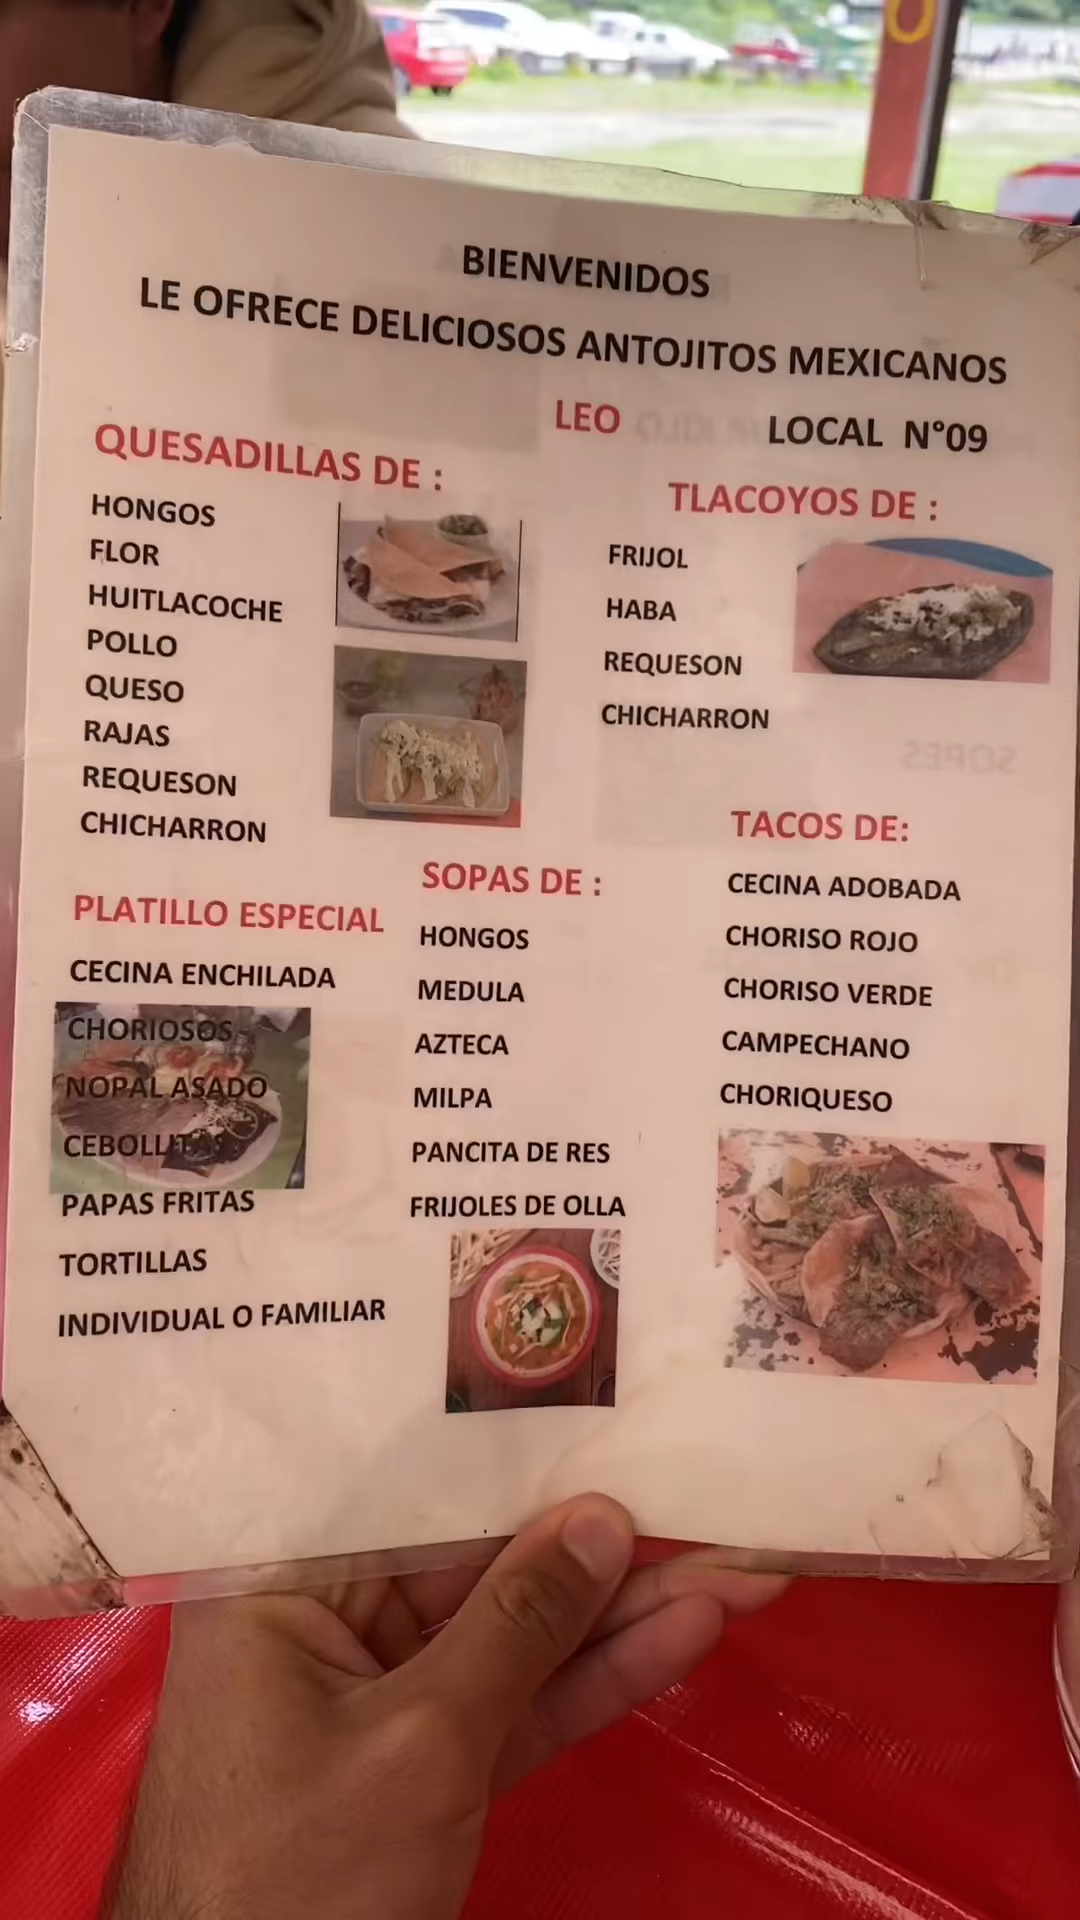 BIENVENIDOS
LE OFRECE DELICIOSOS ANTOJITOS MEXICANOS
LEO LOCAL N°09
QUESADILLAS DE :
HONGOS
FLOR
HUITLACOCHE
POLLO
QUESO
RAJAS
REQUESON
CHICHARRON
TLACOYOS DE :
FRIJOL
HABA
REQUESON
CHICHARRON
PLATILLO ESPECIAL
CECINA ENCHILADA
CHORIOSOS
NOPAL ASADO
CEBOLLITAS
PAPAS FRITAS
TORTILLAS
INDIVIDUAL O FAMILIAR
SOPAS DE :
HONGOS
MEDULA
AZTECA
MILPA
PANCITA DE RES
FRIJOLES DE OLLA
TACOS DE:
CECINA ADOBADA
CHORISO ROJO
CHORISO VERDE
CAMPECHANO
CHORIQUESO
SOPES